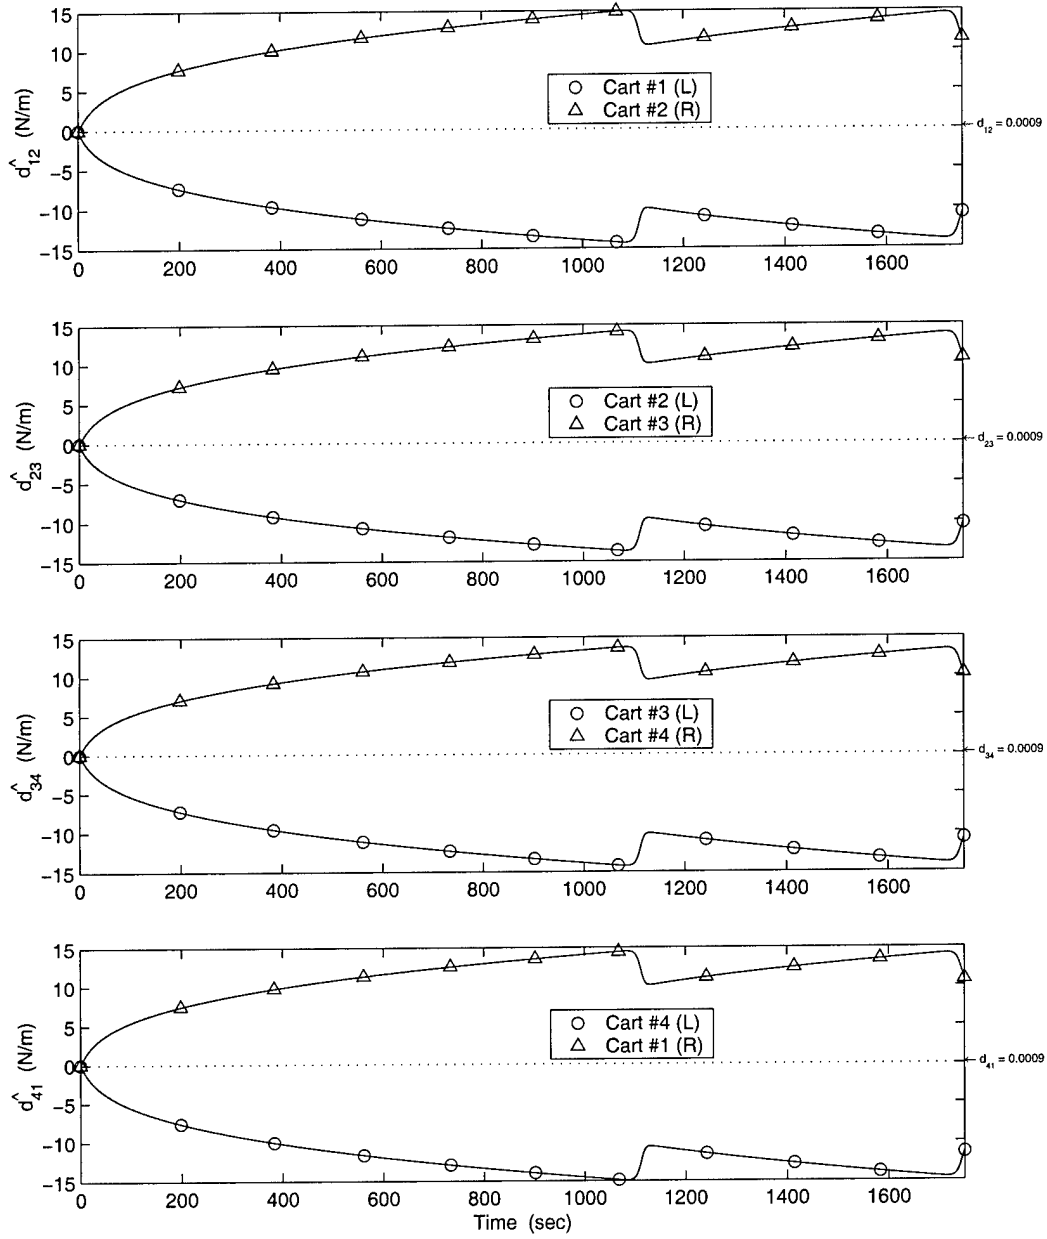 15
10
5
0
−5
−10
−15
d^12 (N/m)
Cart #1 (L)
Cart #2 (R)
d12 = 0.0009
0 200 400 600 800 1000 1200 1400 1600
15
10
5
0
−5
−10
−15
d^23 (N/m)
Cart #2 (L)
Cart #3 (R)
d23 = 0.0009
0 200 400 600 800 1000 1200 1400 1600
15
10
5
0
−5
−10
−15
d^34 (N/m)
Cart #3 (L)
Cart #4 (R)
d34 = 0.0009
0 200 400 600 800 1000 1200 1400 1600
15
10
5
0
−5
−10
−15
d^41 (N/m)
Cart #4 (L)
Cart #1 (R)
d41 = 0.0009
0 200 400 600 800 1000 1200 1400 1600
Time (sec)